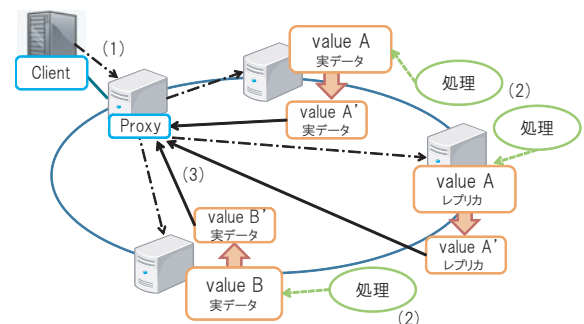 (1)
Client
Proxy
value A
実データ
処理
(2)
value A’
実データ
処理
value A
レプリカ
(3)
value B’
実データ
value A’
レプリカ
value B
実データ
処理
(2)